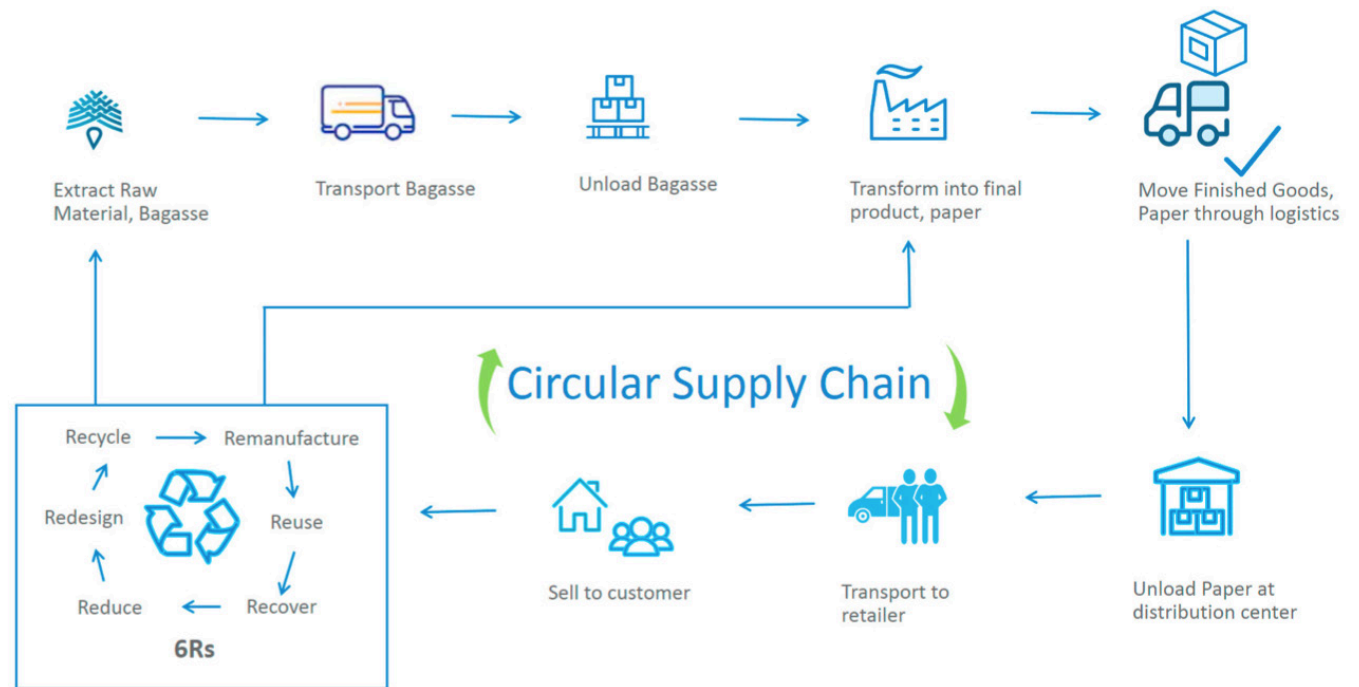 Extract Raw
Material, Bagasse
Transport Bagasse
Unload Bagasse
Transform into final
product, paper
Move Finished Goods,
Paper through logistics
Circular Supply Chain
Recycle
Remanufacture
Redesign
Reuse
Reduce
Recover
6Rs
Sell to customer
Transport to
retailer
Unload Paper at
distribution center